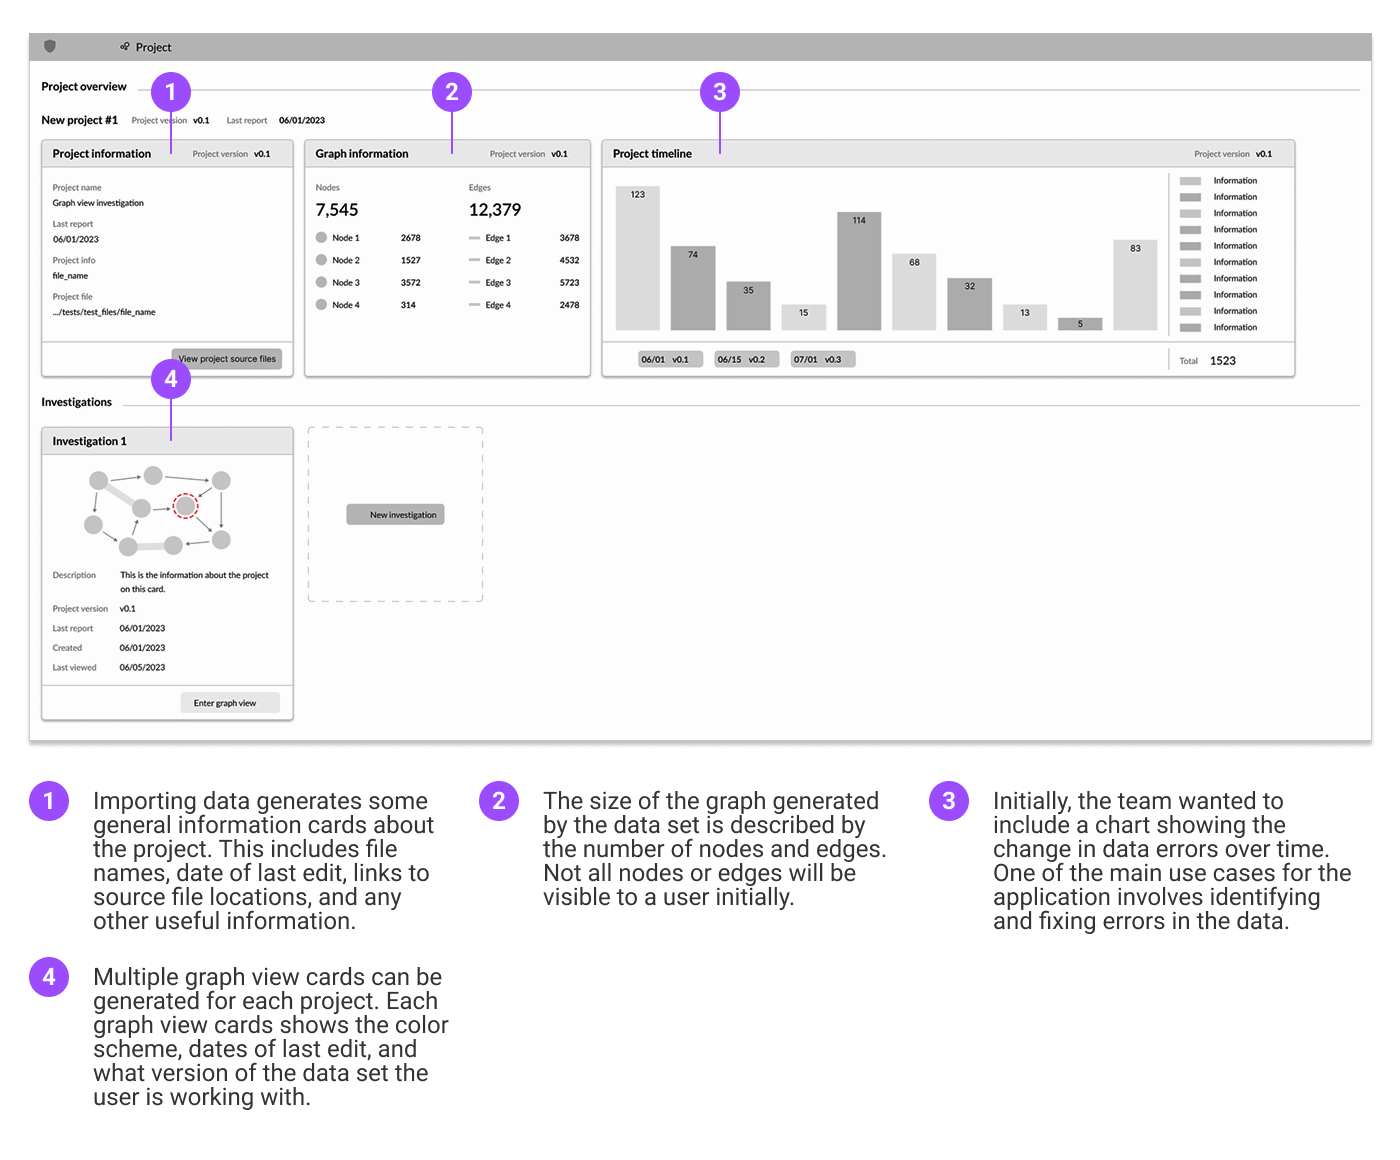 Project
Project overview
1
2
3
New project #1 Project version v0.1 Last report 06/01/2023
Project information Project version v0.1
Project name
Graph view investigation
Last report
06/01/2023
Project info
file_name
Project file
.../tests/test_files/file_name
View project source files
Graph information Project version v0.1
Nodes Edges
7,545 12,379
Node 1 2678 Edge 1 3678
Node 2 1527 Edge 2 4532
Node 3 3572 Edge 3 5723
Node 4 314 Edge 4 2478
Project timeline Project version v0.1
123
74
35
15
114
68
32
13
5
83
Information
Information
Information
Information
Information
Information
Information
Information
Information
Information
06/01 v0.1 06/15 v0.2 07/01 v0.3
Total 1523
4
Investigations
Investigation 1
Description This is the information about the project
on this card.
Project version v0.1
Last report 06/01/2023
Created 06/01/2023
Last viewed 06/05/2023
Enter graph view
New investigation
1 Importing data generates some
general information cards about
the project. This includes file
names, date of last edit, links to
source file locations, and any
other useful information.
2 The size of the graph generated
by the data set is described by
the number of nodes and edges.
Not all nodes or edges will be
visible to a user initially.
3 Initially, the team wanted to
include a chart showing the
change in data errors over time.
One of the main use cases for the
application involves identifying
and fixing errors in the data.
4 Multiple graph view cards can be
generated for each project. Each
graph view cards shows the color
scheme, dates of last edit, and
what version of the data set the
user is working with.